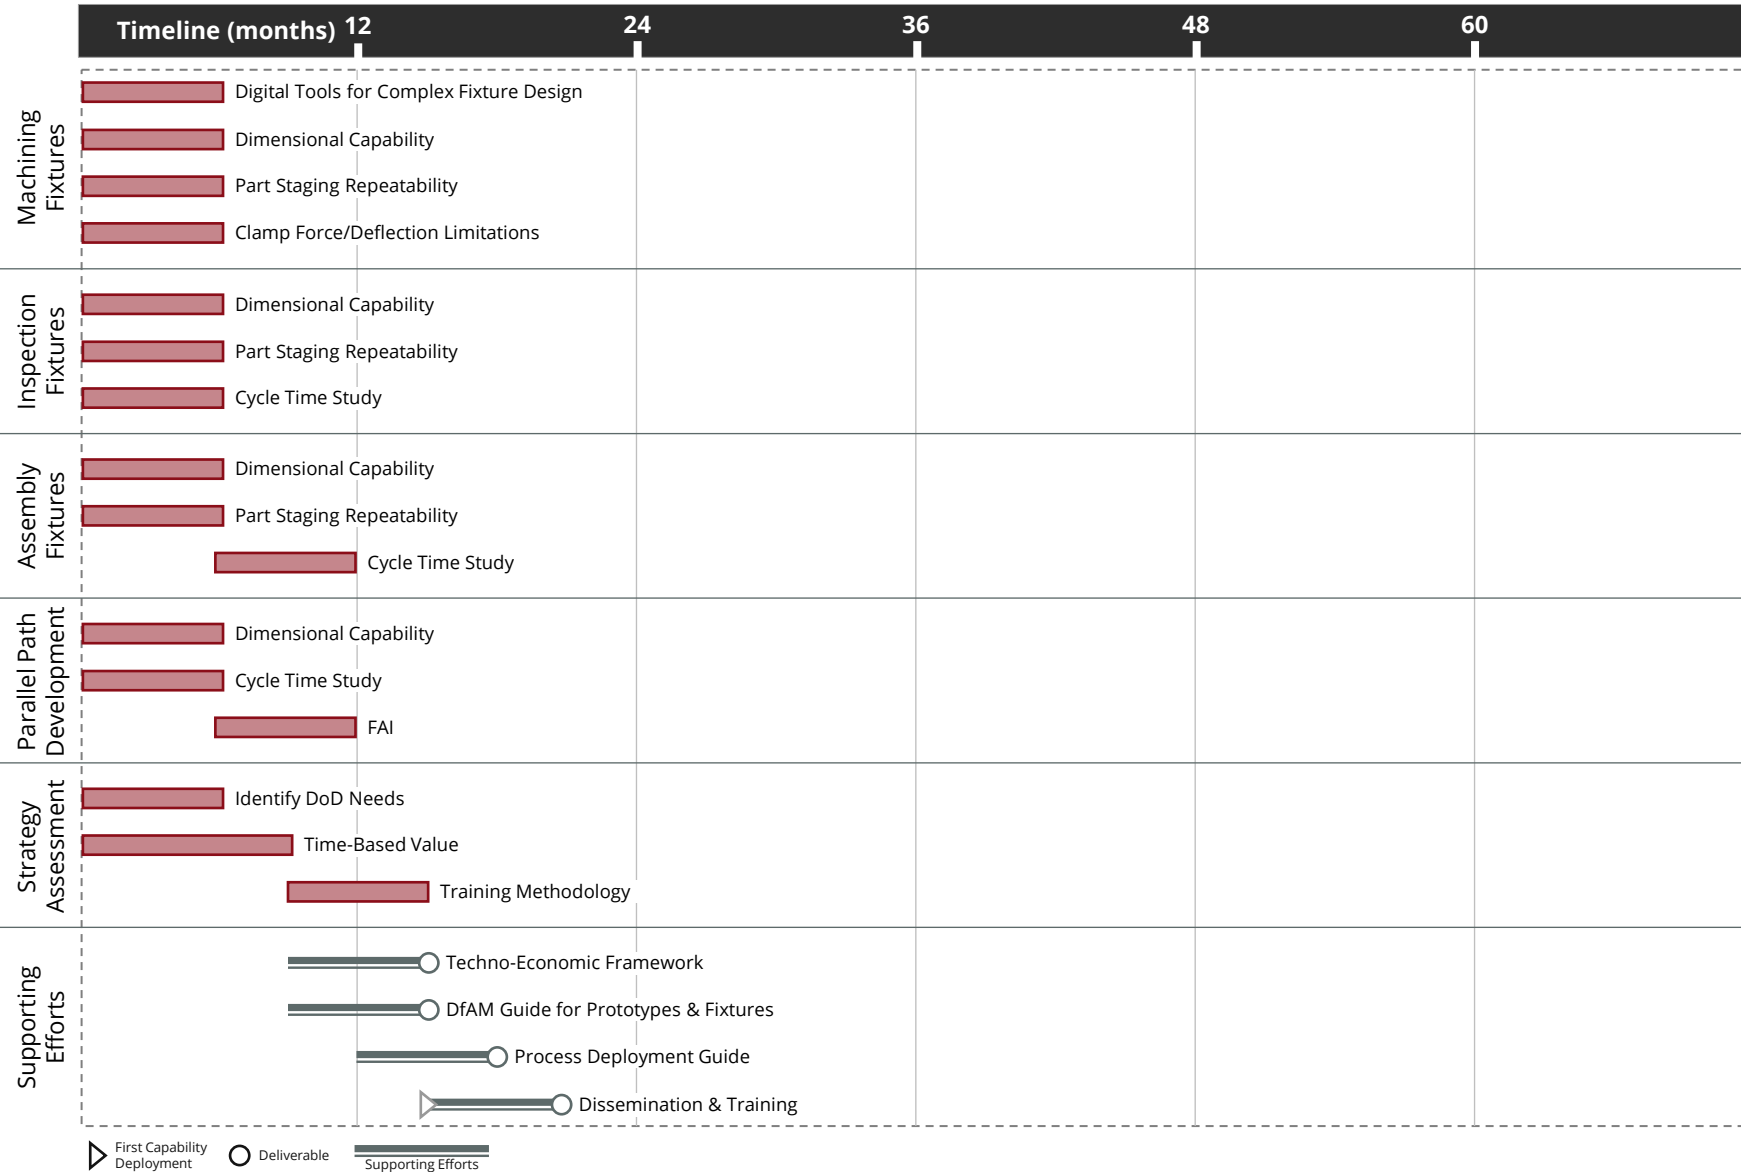 Timeline (months) 12 24 36 48 60
Machining
Fixtures
Digital Tools for Complex Fixture Design
Dimensional Capability
Part Staging Repeatability
Clamp Force/Deflection Limitations
Inspection
Fixtures
Dimensional Capability
Part Staging Repeatability
Cycle Time Study
Assembly
Fixtures
Dimensional Capability
Part Staging Repeatability
Cycle Time Study
Parallel Path
Development
Dimensional Capability
Cycle Time Study
FAI
Strategy
Assessment
Identify DoD Needs
Time-Based Value
Training Methodology
Supporting
Efforts
Techno-Economic Framework
DfAM Guide for Prototypes & Fixtures
Process Deployment Guide
Dissemination & Training
First Capability
Deployment
Deliverable
Supporting Efforts